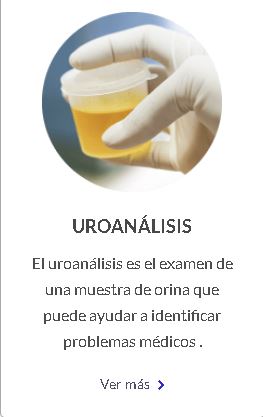 UROANÁLISIS
El uroanálisis es el examen de
una muestra de orina que
puede ayudar a identificar
problemas médicos .
Ver más